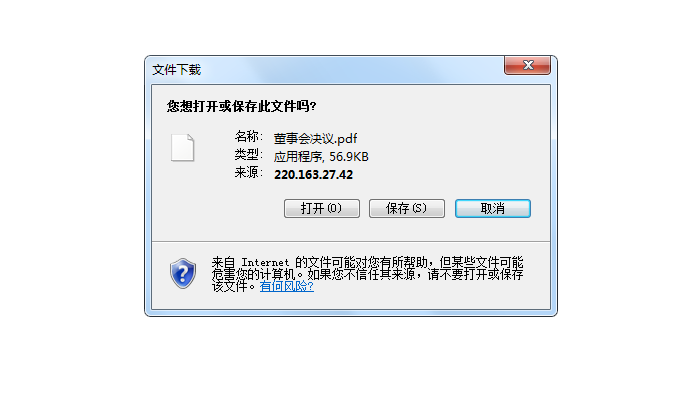 文件下载
您想打开或保存此文件吗?
名称: 董事会决议.pdf
类型: 应用程序, 56.9KB
来源: 220.163.27.42
打开(O) 保存(S) 取消
来自 Internet 的文件可能对您有所帮助，但某些文件可能
危害您的计算机。如果您不信任其来源，请不要打开或保存
该文件。有何风险?